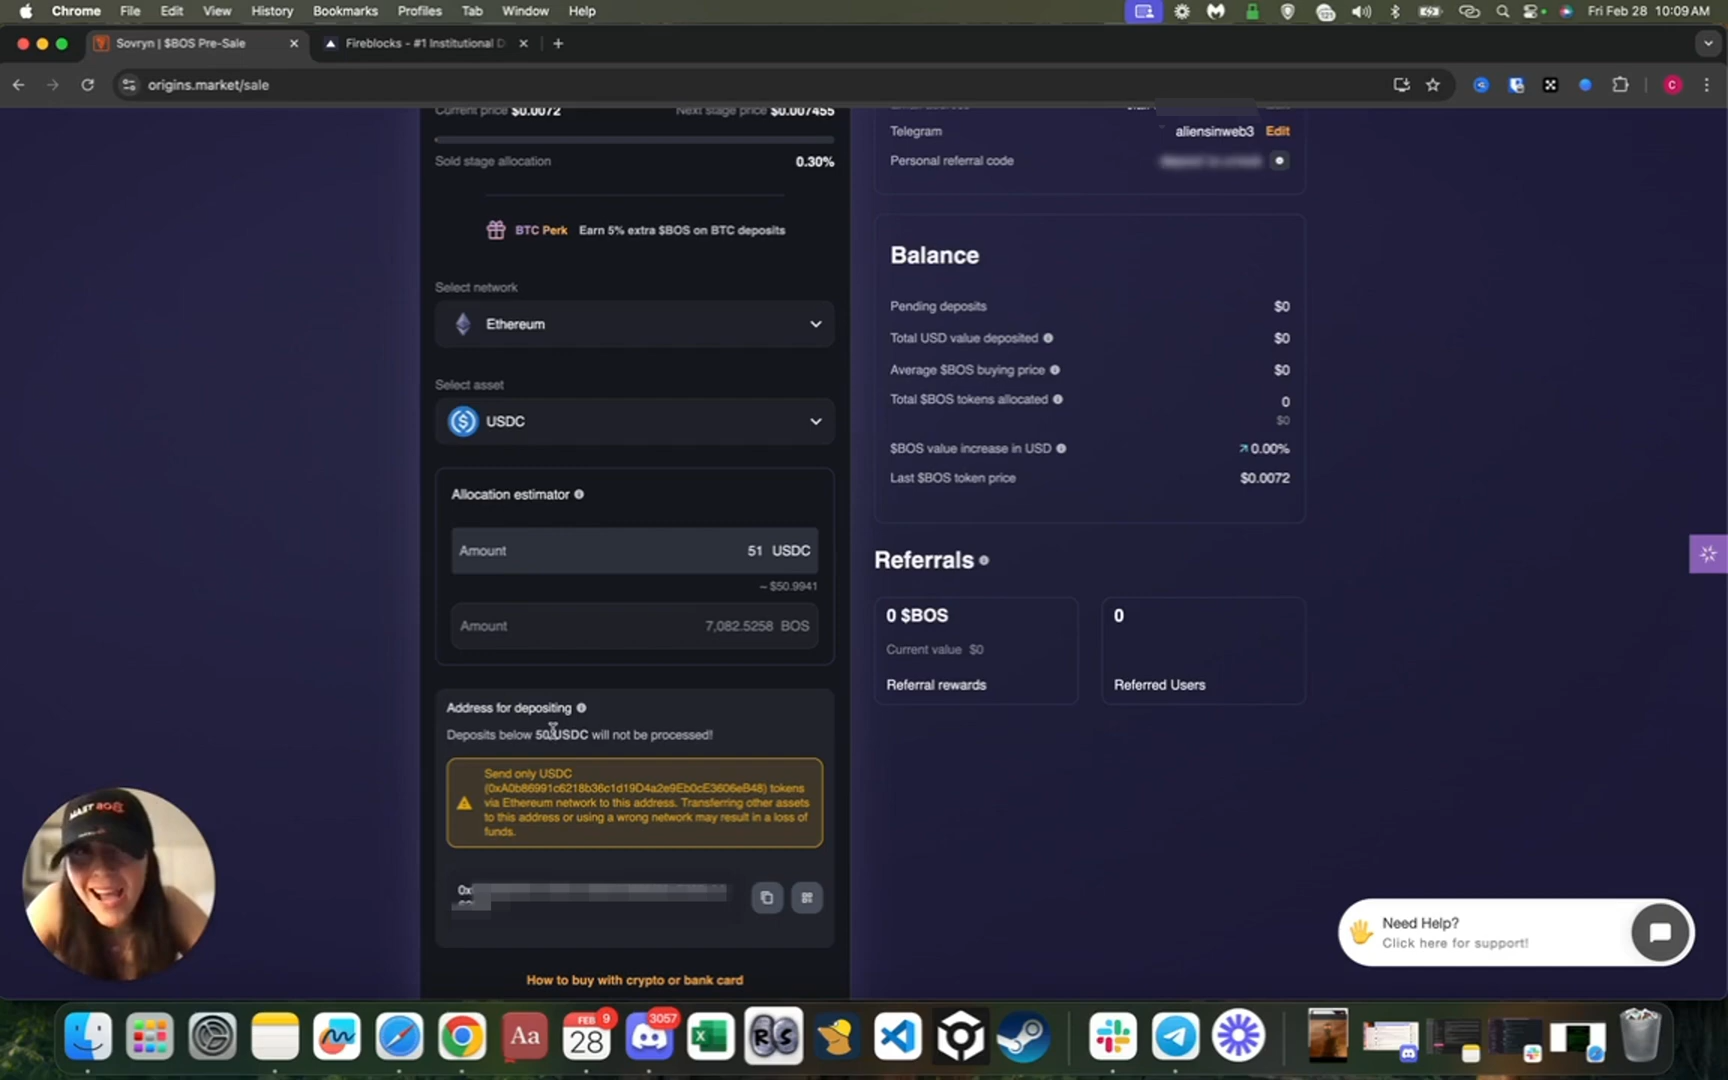 Chrome File Edit View History Bookmarks Profiles Tab Window Help
Fri Feb 28 10:09 AM
Sovryn | $BOS Pre-Sale
Fireblocks - #1 Institutional D
origins.market/sale
Current price $0.0072
Next stage price $0.007455
Sold stage allocation
0.30%
BTC Perk Earn 5% extra $BOS on BTC deposits
Select network
Ethereum
Select asset
USDC
Allocation estimator
Amount
51 USDC
~ $50.9941
Amount
7,082.5258 BOS
Address for depositing
Deposits below 50 USDC will not be processed!
Send only USDC
(0xA0b86991c6218b36c1d19D4a2e9Eb0cE3606eB48) tokens
via Ethereum network to this address. Transferring other assets
to this address or using a wrong network may result in a loss of
funds.
0x
How to buy with crypto or bank card
Telegram
aliensinweb3 Edit
Personal referral code
Balance
Pending deposits
$0
Total USD value deposited
$0
Average $BOS buying price
$0
Total $BOS tokens allocated
0
$0
$BOS value increase in USD
0.00%
Last $BOS token price
$0.0072
Referrals
0 $BOS
Current value $0
Referral rewards
0
Referred Users
Need Help?
Click here for support!
FEB
28
9
3057
Aa